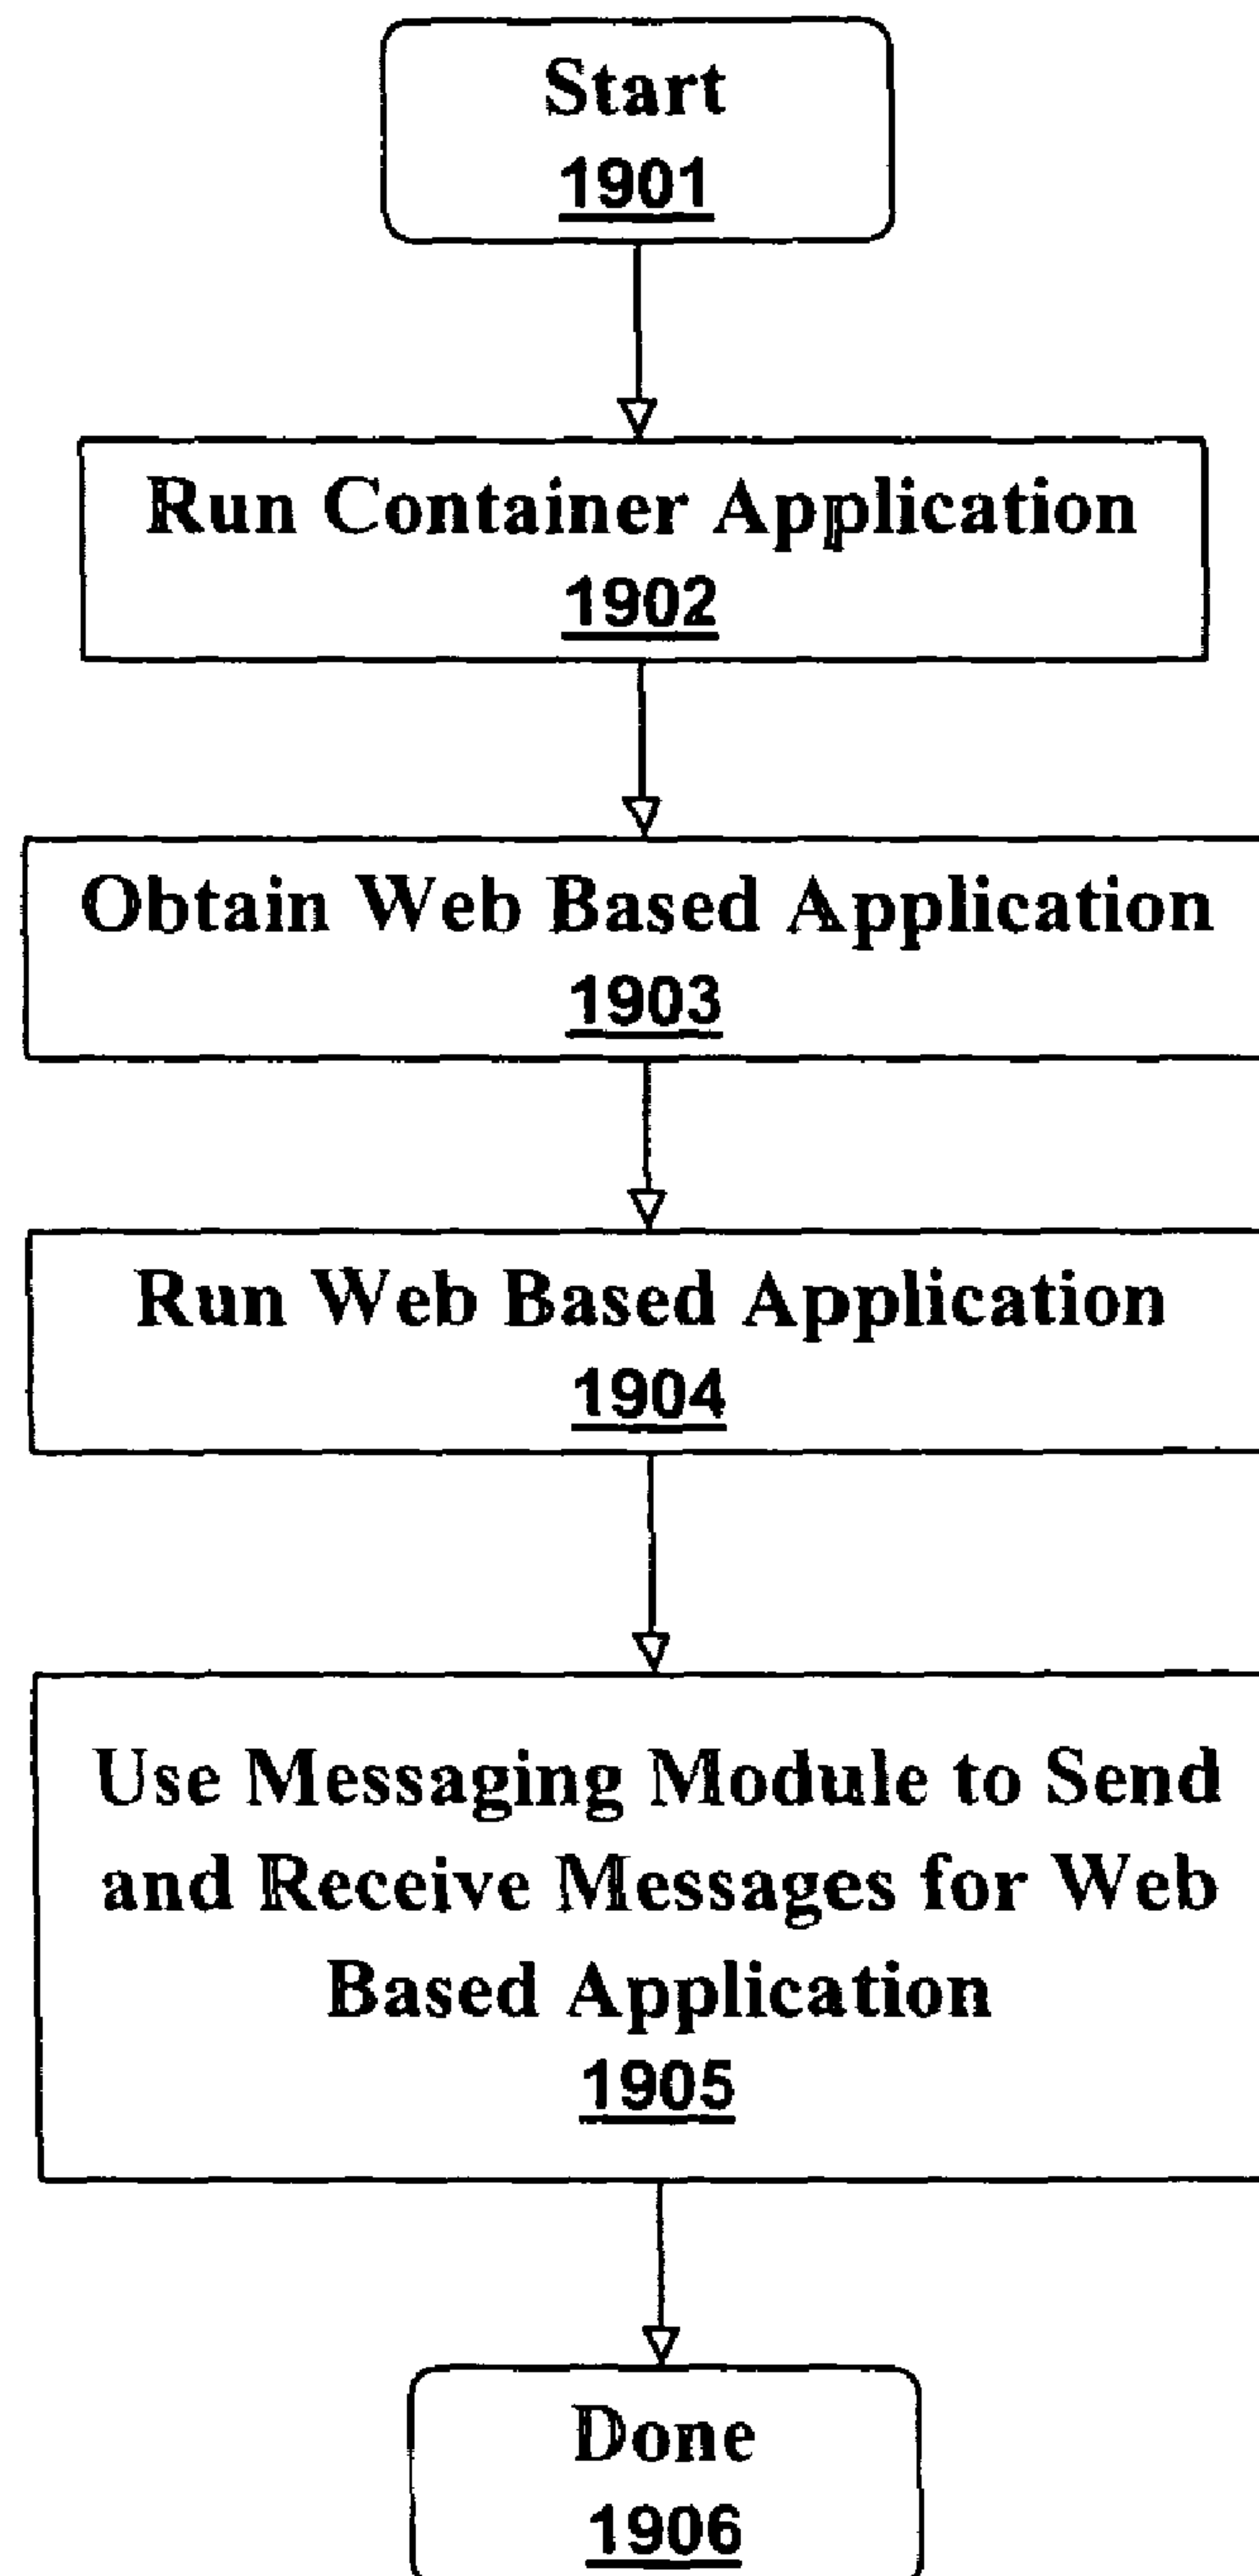 Start
1901
Run Container Application
1902
Obtain Web Based Application
1903
Run Web Based Application
1904
Use Messaging Module to Send
and Receive Messages for Web
Based Application
1905
Done
1906